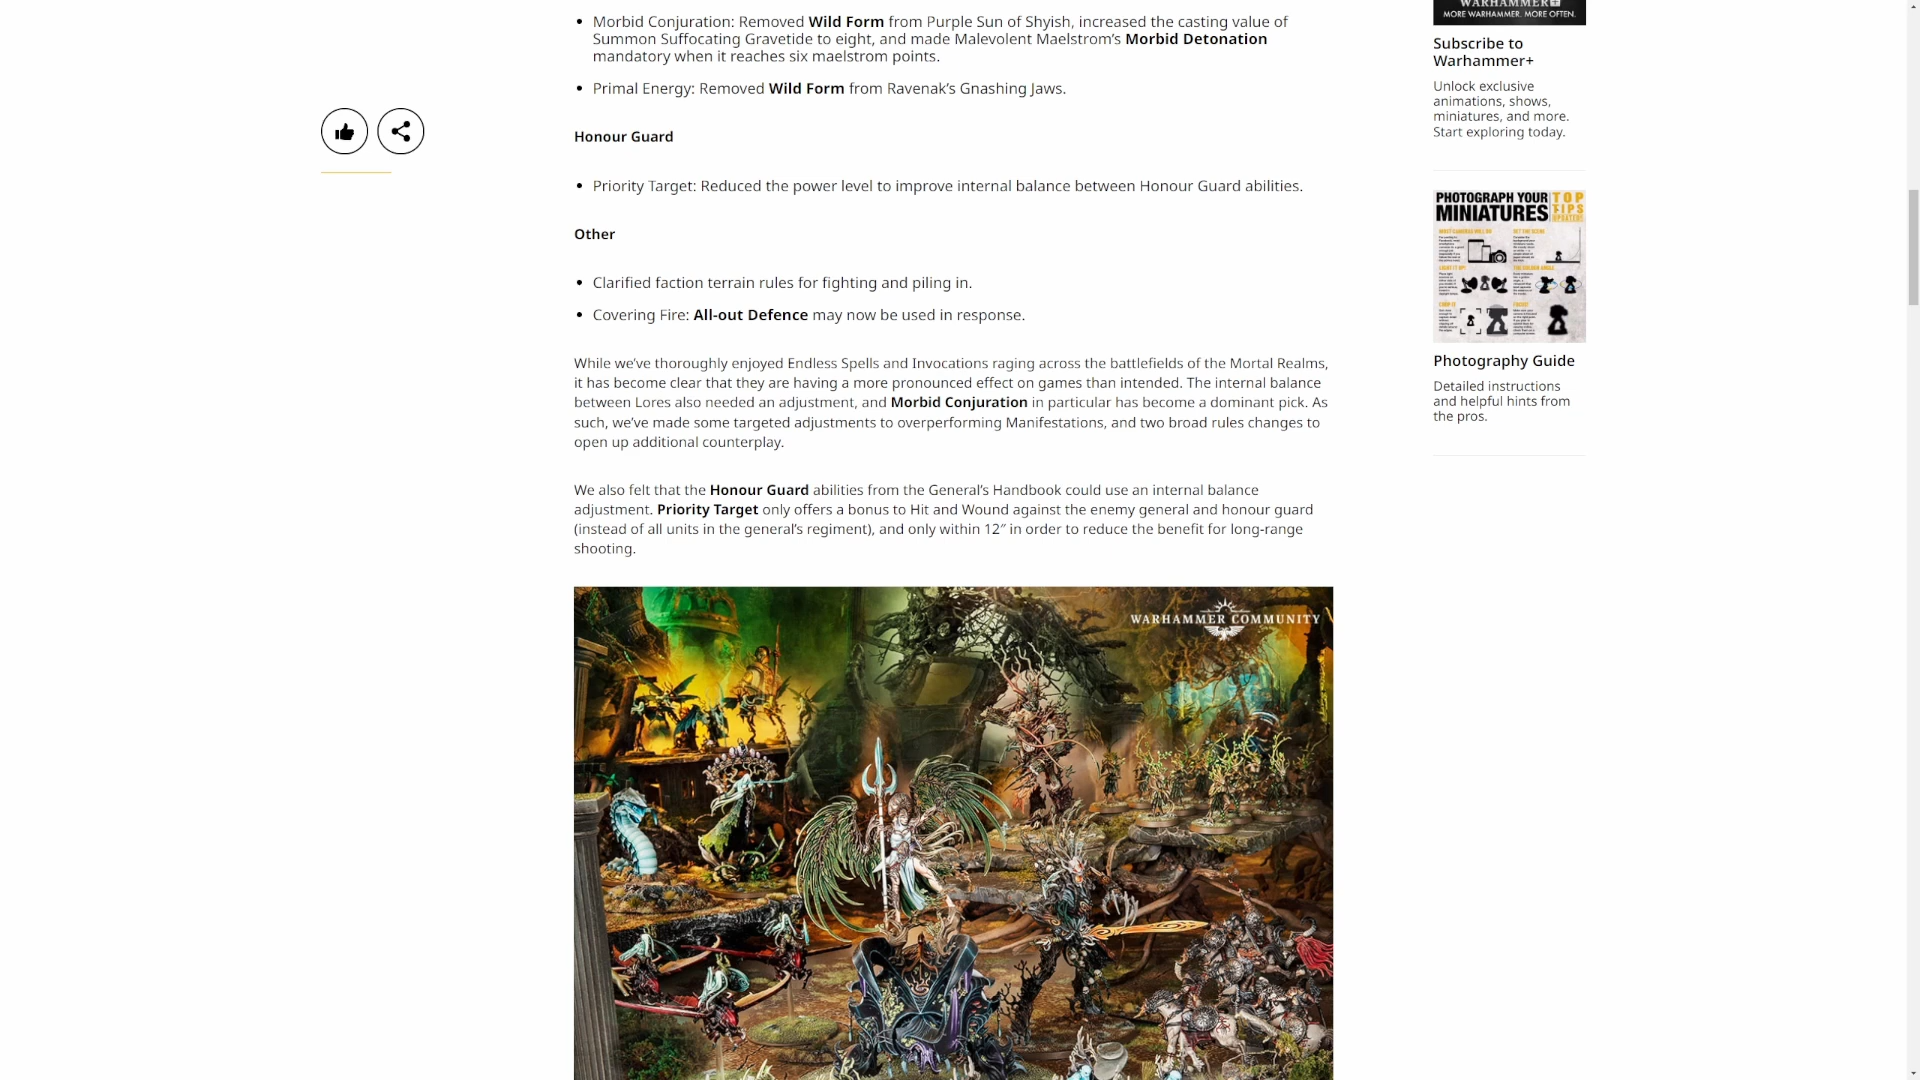 WARHAMMER+
MORE WARHAMMER. MORE OFTEN.
Morbid Conjuration: Removed Wild Form from Purple Sun of Shyish, increased the casting value of
Summon Suffocating Gravetide to eight, and made Malevolent Maelstrom’s Morbid Detonation
mandatory when it reaches six maelstrom points.
Primal Energy: Removed Wild Form from Ravenak’s Gnashing Jaws.
Honour Guard
Priority Target: Reduced the power level to improve internal balance between Honour Guard abilities.
Other
Clarified faction terrain rules for fighting and piling in.
Covering Fire: All-out Defence may now be used in response.
While we’ve thoroughly enjoyed Endless Spells and Invocations raging across the battlefields of the Mortal Realms,
it has become clear that they are having a more pronounced effect on games than intended. The internal balance
between Lores also needed an adjustment, and Morbid Conjuration in particular has become a dominant pick. As
such, we’ve made some targeted adjustments to overperforming Manifestations, and two broad rules changes to
open up additional counterplay.
We also felt that the Honour Guard abilities from the General’s Handbook could use an internal balance
adjustment. Priority Target only offers a bonus to Hit and Wound against the enemy general and honour guard
(instead of all units in the general’s regiment), and only within 12″ in order to reduce the benefit for long-range
shooting.
WARHAMMER COMMUNITY
Subscribe to
Warhammer+
Unlock exclusive
animations, shows,
miniatures, and more.
Start exploring today.
PHOTOGRAPH YOUR
MINIATURES
TOP
TIPS
Photography Guide
Detailed instructions
and helpful hints from
the pros.